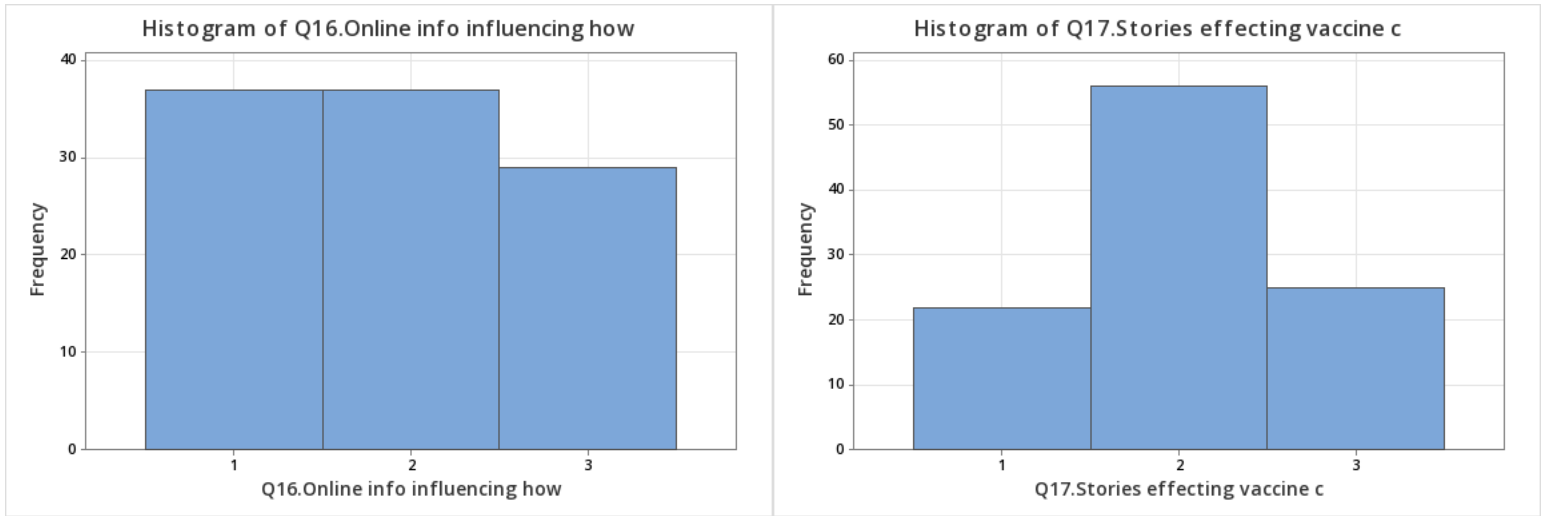 Histogram of Q16.Online info influencing how
40
30
20
10
0
Frequency
1 2 3
Q16.Online info influencing how
Histogram of Q17.Stories effecting vaccine c
60
50
40
30
20
10
0
Frequency
1 2 3
Q17.Stories effecting vaccine c